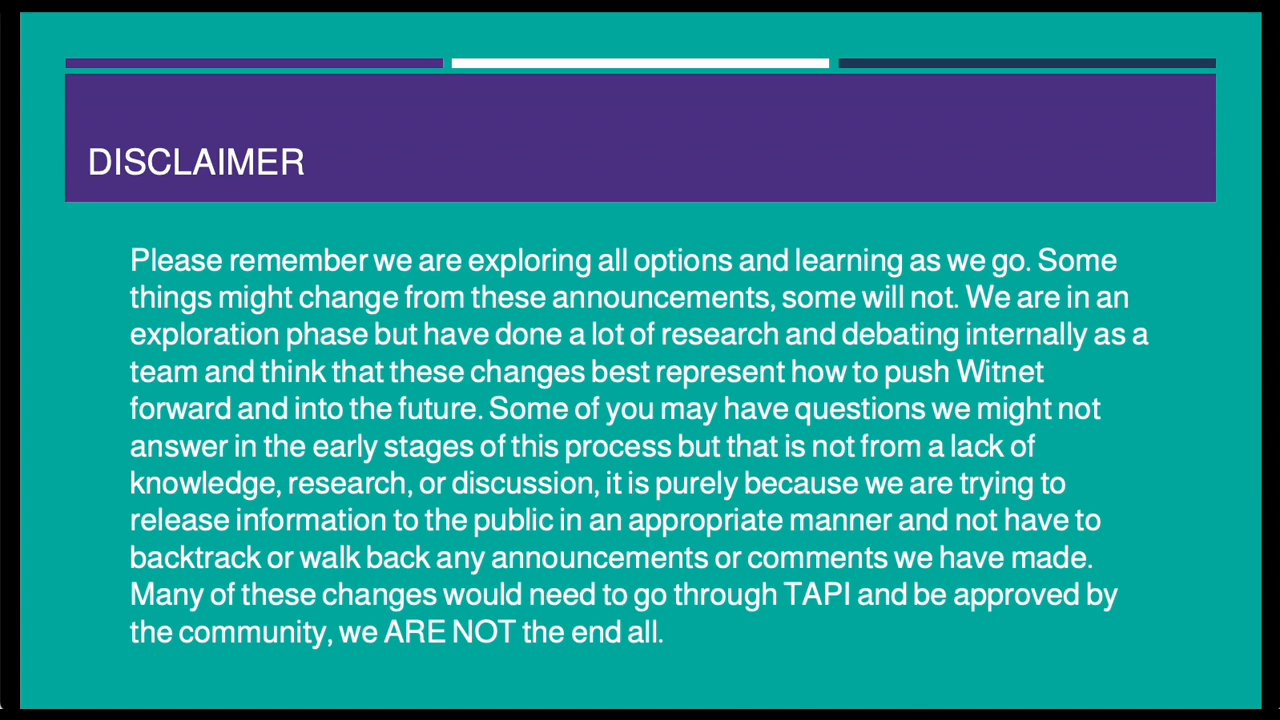 DISCLAIMER
Please remember we are exploring all options and learning as we go. Some
things might change from these announcements, some will not. We are in an
exploration phase but have done a lot of research and debating internally as a
team and think that these changes best represent how to push Witnet
forward and into the future. Some of you may have questions we might not
answer in the early stages of this process but that is not from a lack of
knowledge, research, or discussion, it is purely because we are trying to
release information to the public in an appropriate manner and not have to
backtrack or walk back any announcements or comments we have made.
Many of these changes would need to go through TAPI and be approved by
the community, we ARE NOT the end all.